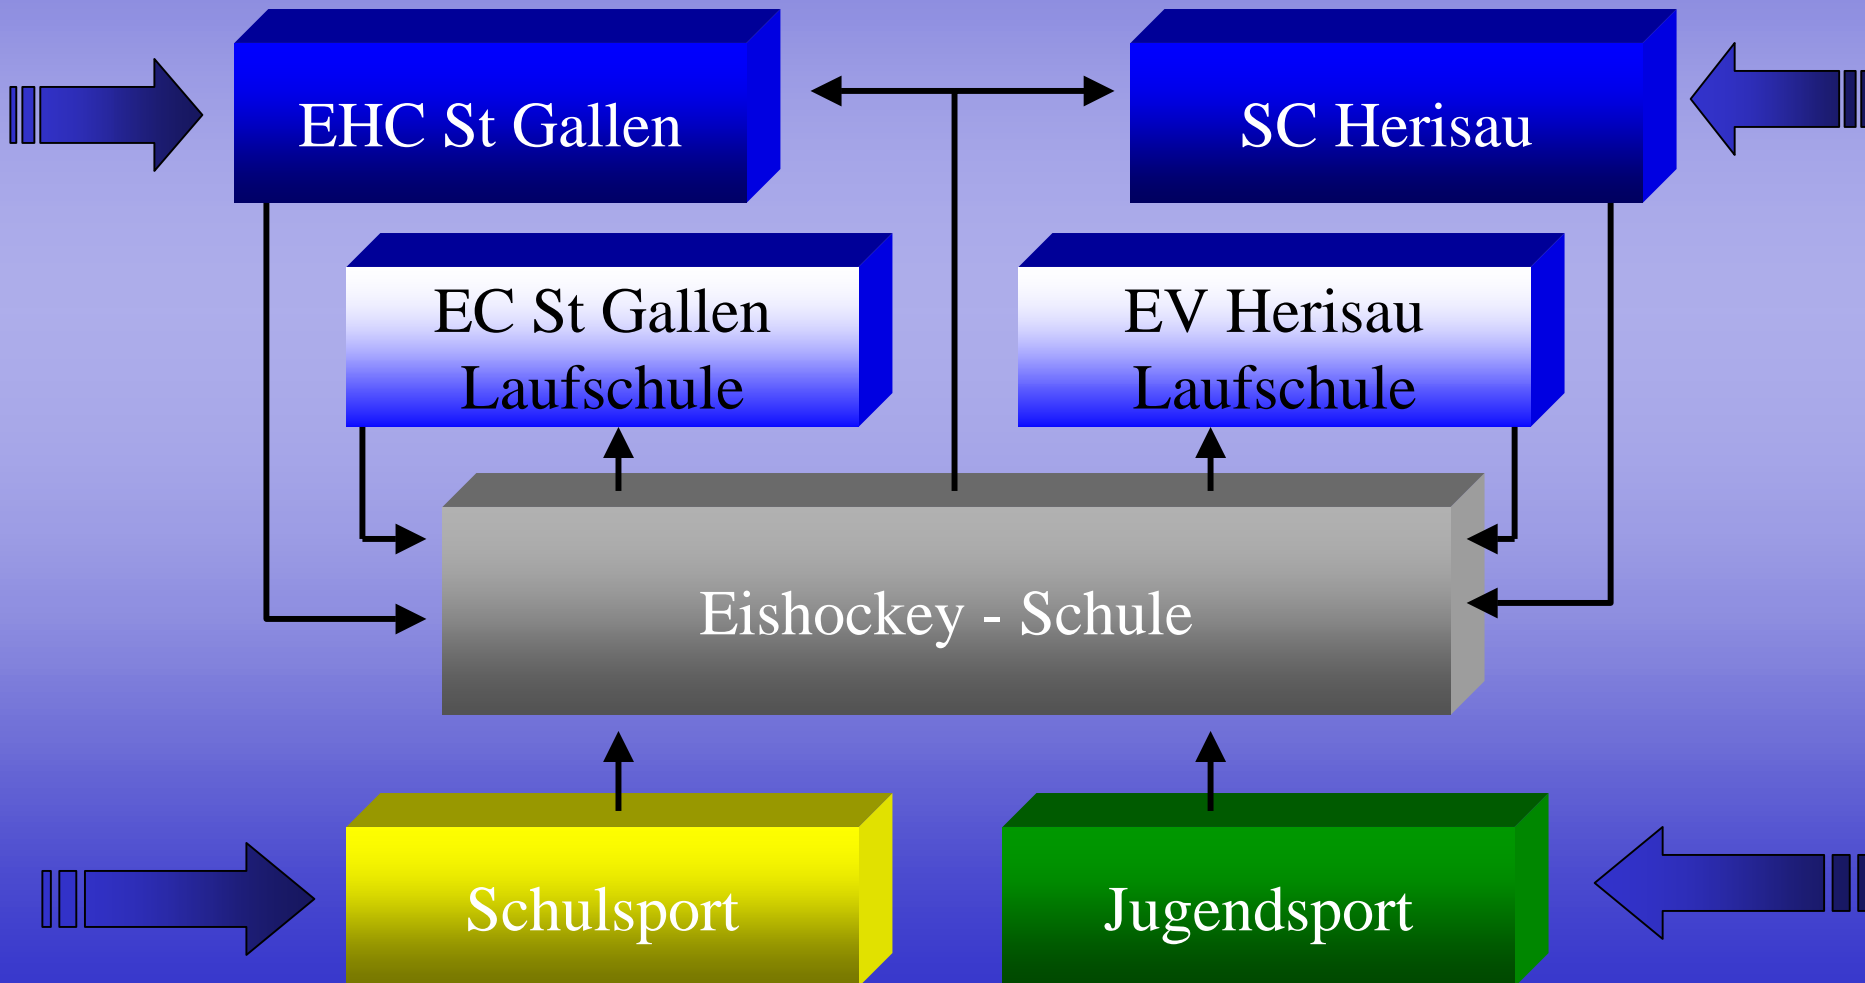 EHC St Gallen
SC Herisau
EC St Gallen
Laufschule
EV Herisau
Laufschule
Eishockey - Schule
Schulsport
Jugendsport